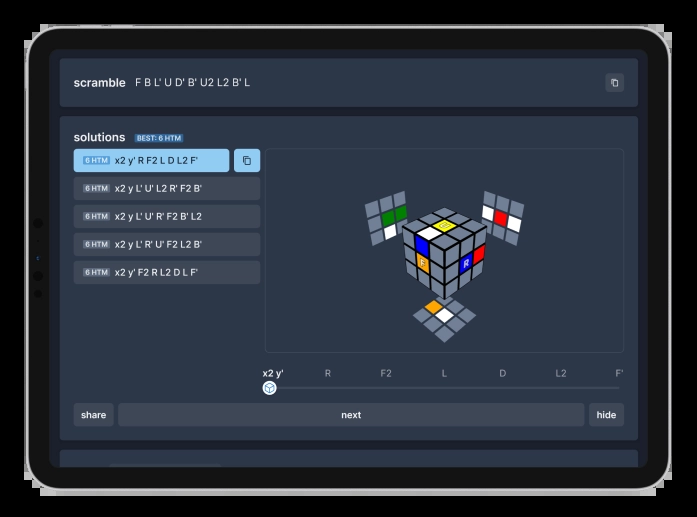 scramble F B L' U D' B' U2 L2 B' L
solutions BEST: 6 HTM
6 HTM x2 y' R F2 L D L2 F'
6 HTM x2 y L' U' L2 R' F2 B'
6 HTM x2 y L' U' R' F2 B' L2
6 HTM x2 y L' R' U' F2 L2 B'
6 HTM x2 y' F2 R L2 D L F'
F R
x2 y' R F2 L D L2 F'
share next hide